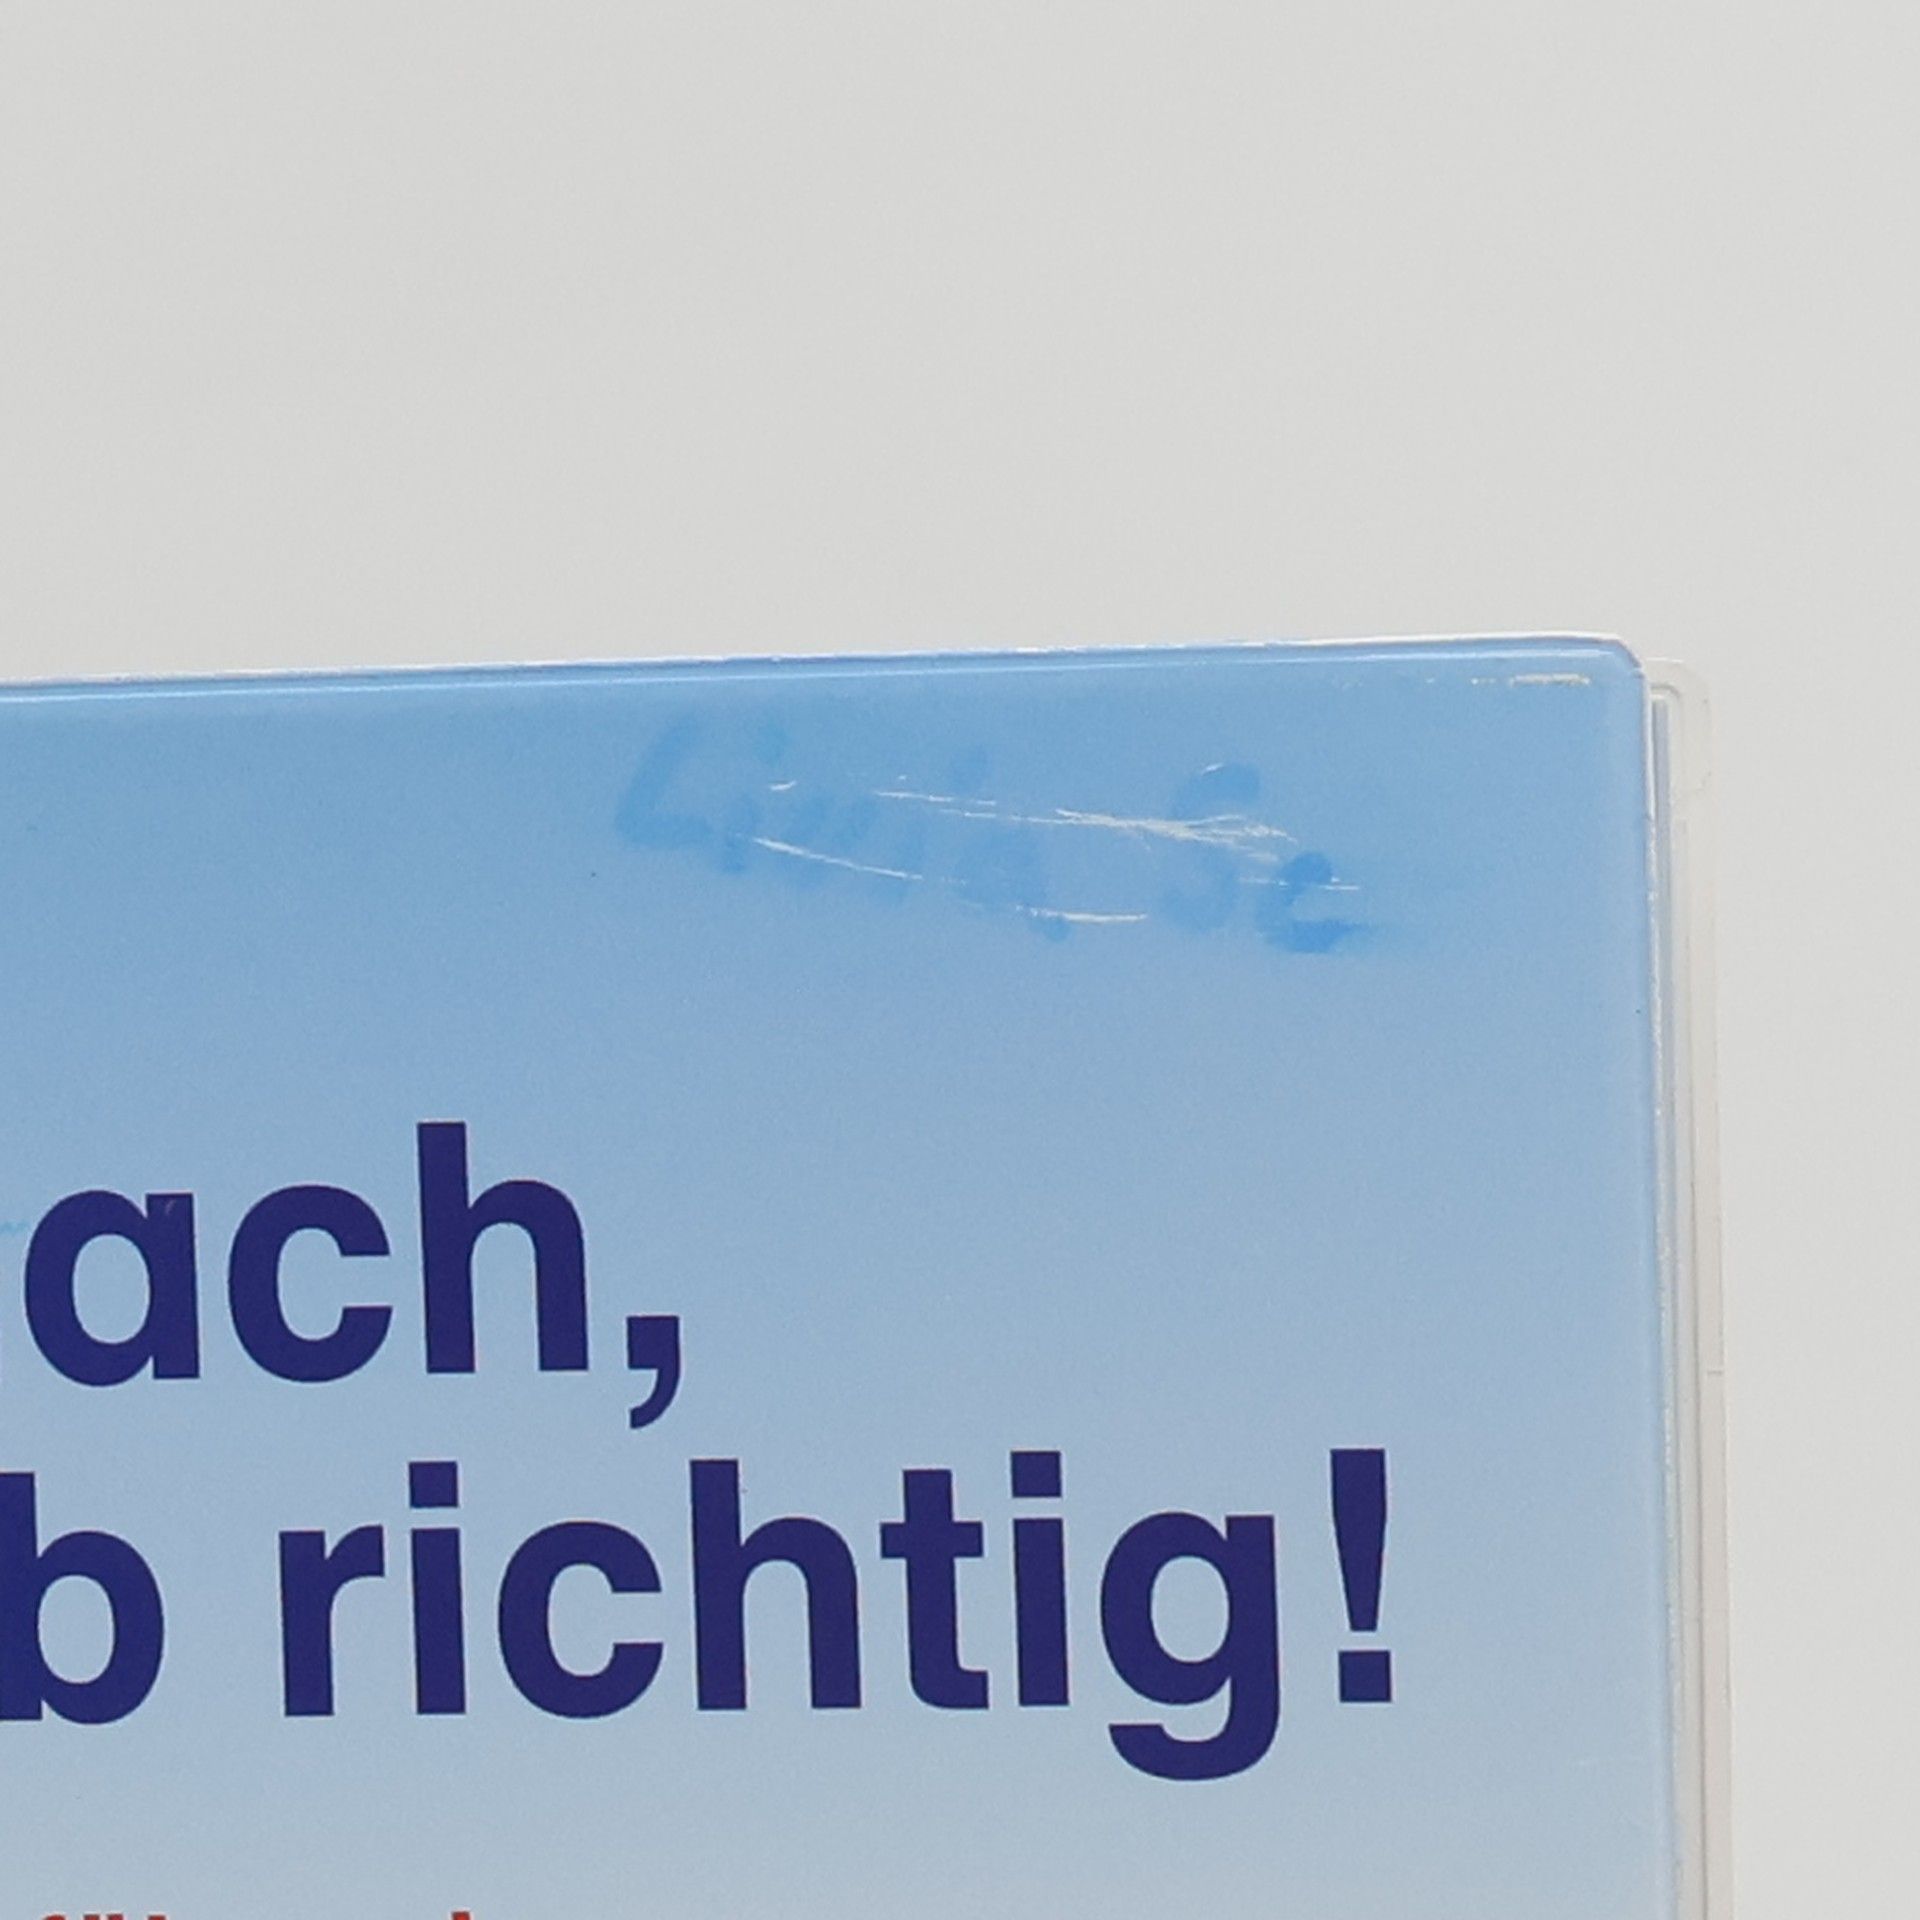 ach,
b richtig!